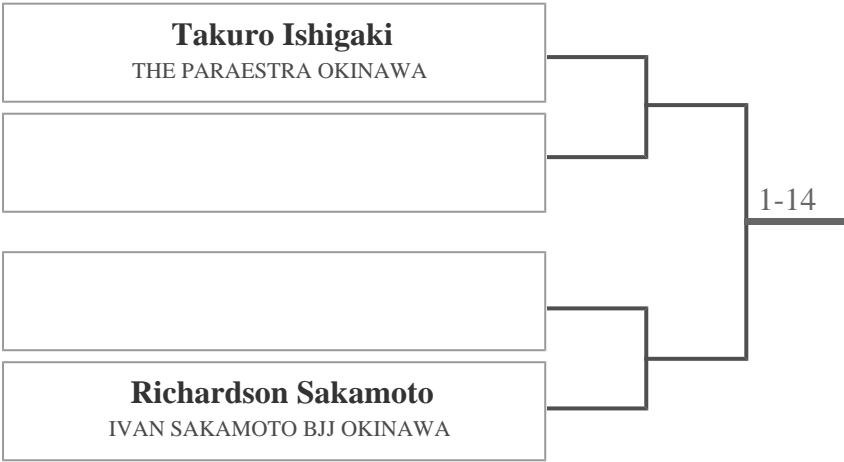 Takuro Ishigaki
THE PARAESTRA OKINAWA
1-14
Richardson Sakamoto
IVAN SAKAMOTO BJJ OKINAWA